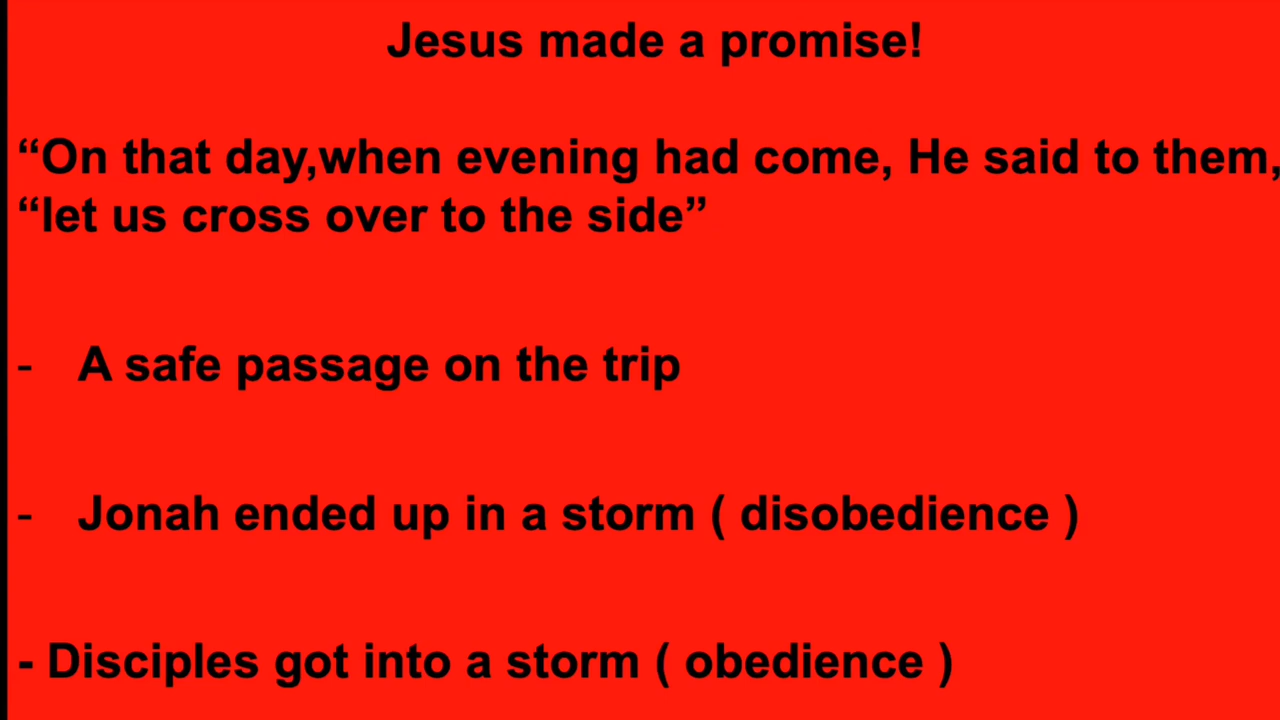 Jesus made a promise!
“On that day,when evening had come, He said to them,
“let us cross over to the side”
- A safe passage on the trip
- Jonah ended up in a storm ( disobedience )
- Disciples got into a storm ( obedience )